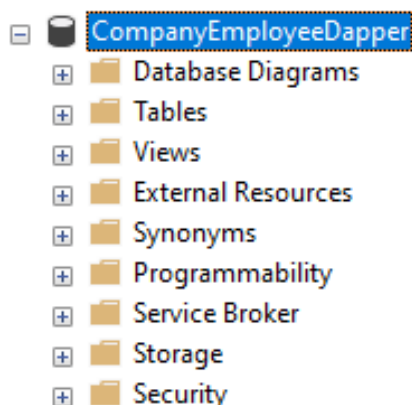 CompanyEmployeeDapper
Database Diagrams
Tables
Views
External Resources
Synonyms
Programmability
Service Broker
Storage
Security